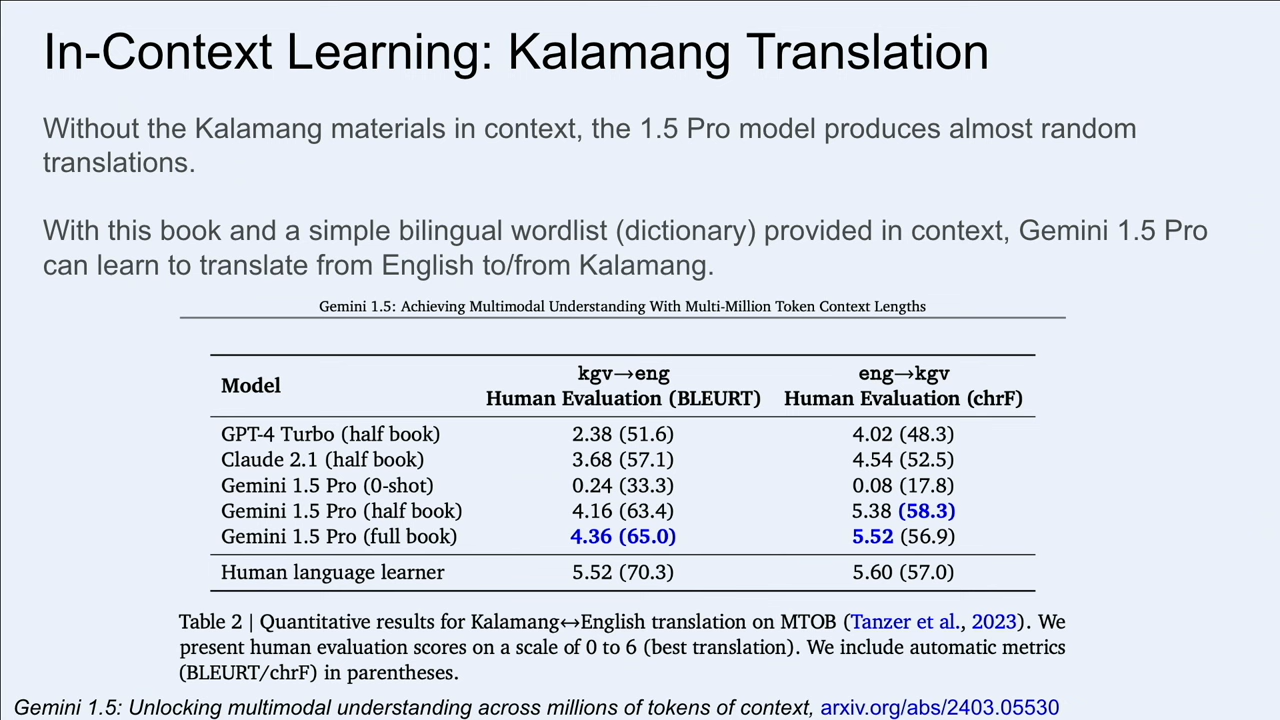 In-Context Learning: Kalamang Translation
Without the Kalamang materials in context, the 1.5 Pro model produces almost random
translations.
With this book and a simple bilingual wordlist (dictionary) provided in context, Gemini 1.5 Pro
can learn to translate from English to/from Kalamang.
Gemini 1.5: Achieving Multimodal Understanding With Multi-Million Token Context Lengths
kgv→eng eng→kgv
Model Human Evaluation (BLEURT) Human Evaluation (chrF)
GPT-4 Turbo (half book) 2.38 (51.6) 4.02 (48.3)
Claude 2.1 (half book) 3.68 (57.1) 4.54 (52.5)
Gemini 1.5 Pro (0-shot) 0.24 (33.3) 0.08 (17.8)
Gemini 1.5 Pro (half book) 4.16 (63.4) 5.38 (58.3)
Gemini 1.5 Pro (full book) 4.36 (65.0) 5.52 (56.9)
Human language learner 5.52 (70.3) 5.60 (57.0)
Table 2 | Quantitative results for Kalamang↔English translation on MTOB (Tanzer et al., 2023). We
present human evaluation scores on a scale of 0 to 6 (best translation). We include automatic metrics
(BLEURT/chrF) in parentheses.
Gemini 1.5: Unlocking multimodal understanding across millions of tokens of context, arxiv.org/abs/2403.05530